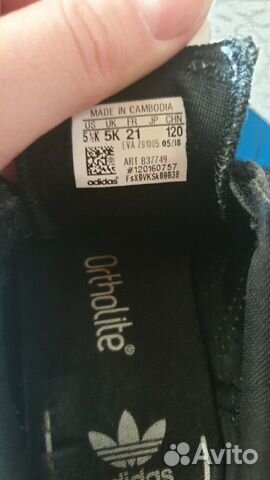 MADE IN CAMBODIA
US UK FR JP CHN
5½K 5K 21 120
EVA 791005 05/18
ART B37749
#120160757
adidas
ortholite®
adidas
Avito